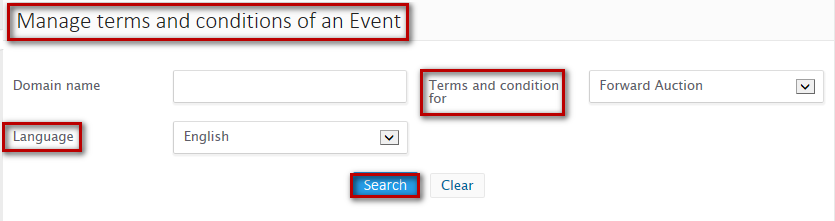 Manage terms and conditions of an Event
Domain name
Terms and condition
for
Forward Auction
Language
English
Search
Clear